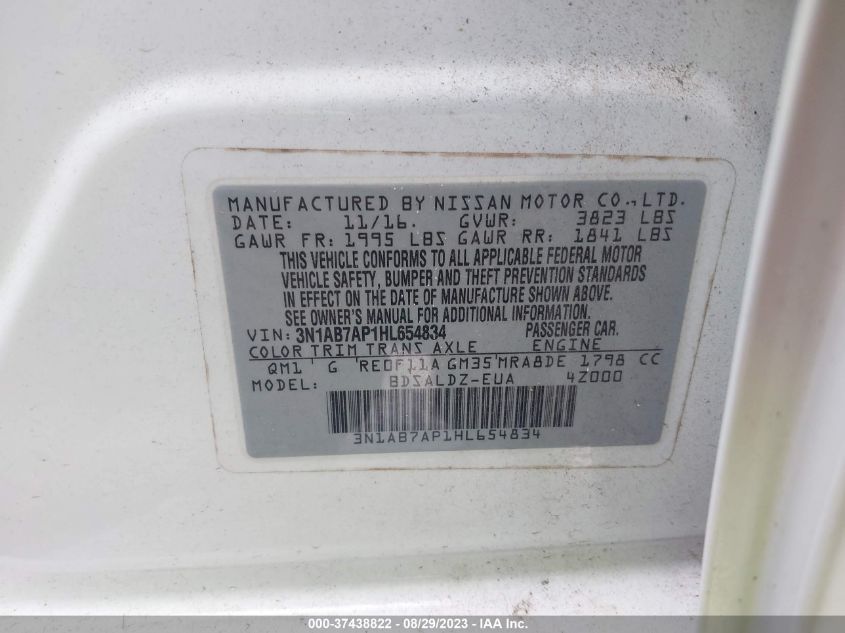 MANUFACTURED BY NISSAN MOTOR CO., LTD.
DATE: 11/16. GVWR: 3823 LBS
GAWR FR: 1995 LBS GAWR RR: 1841 LBS
THIS VEHICLE CONFORMS TO ALL APPLICABLE FEDERAL MOTOR
VEHICLE SAFETY, BUMPER AND THEFT PREVENTION STANDARDS
IN EFFECT ON THE DATE OF MANUFACTURE SHOWN ABOVE.
SEE OWNER'S MANUAL FOR ADDITIONAL INFORMATION.
VIN: 3N1AB7AP1HL654834 PASSENGER CAR.
COLOR TRIM TRANS AXLE ENGINE
QM1 G RE0F11A GM35 MRA8DE 1798 CC
MODEL: BDSALDZ-EUA 4Z000
3N1AB7AP1HL654834
000-37438822 - 08/29/2023 - IAA Inc.